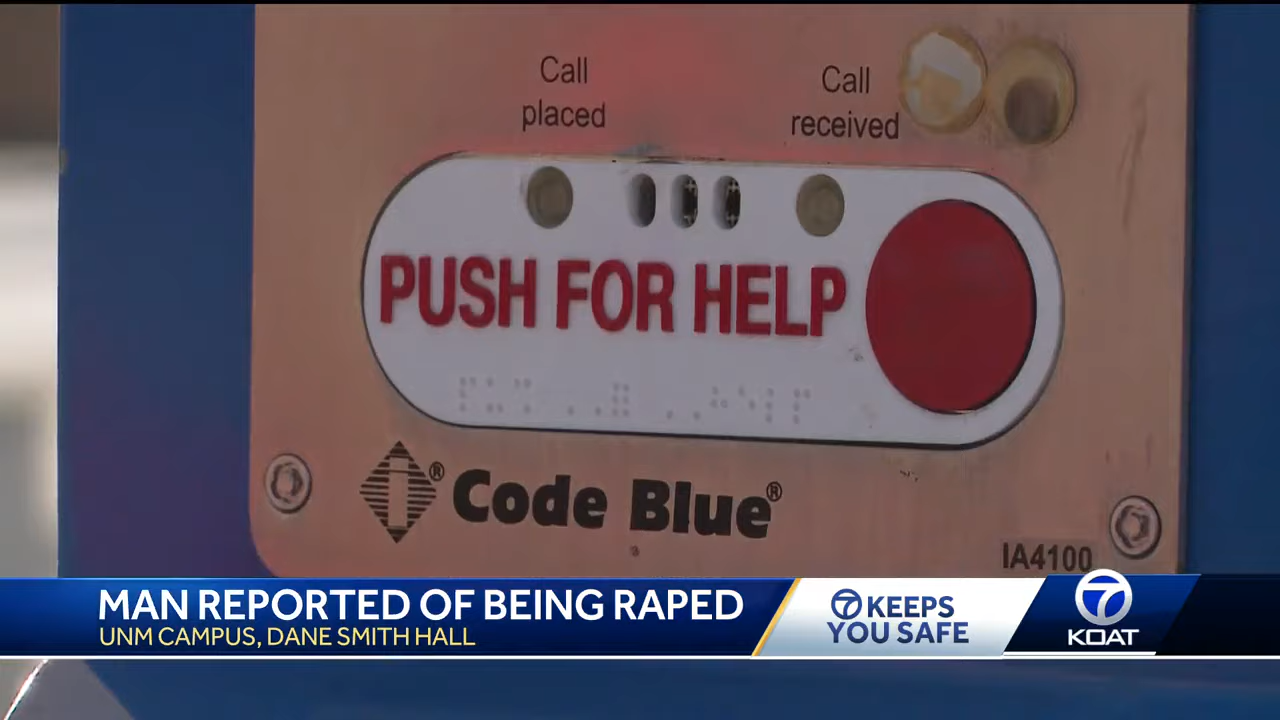 Call
placed
Call
received
PUSH FOR HELP
® Code Blue®
IA4100
MAN REPORTED OF BEING RAPED
UNM CAMPUS, DANE SMITH HALL
7 KEEPS
YOU SAFE
7
KOAT